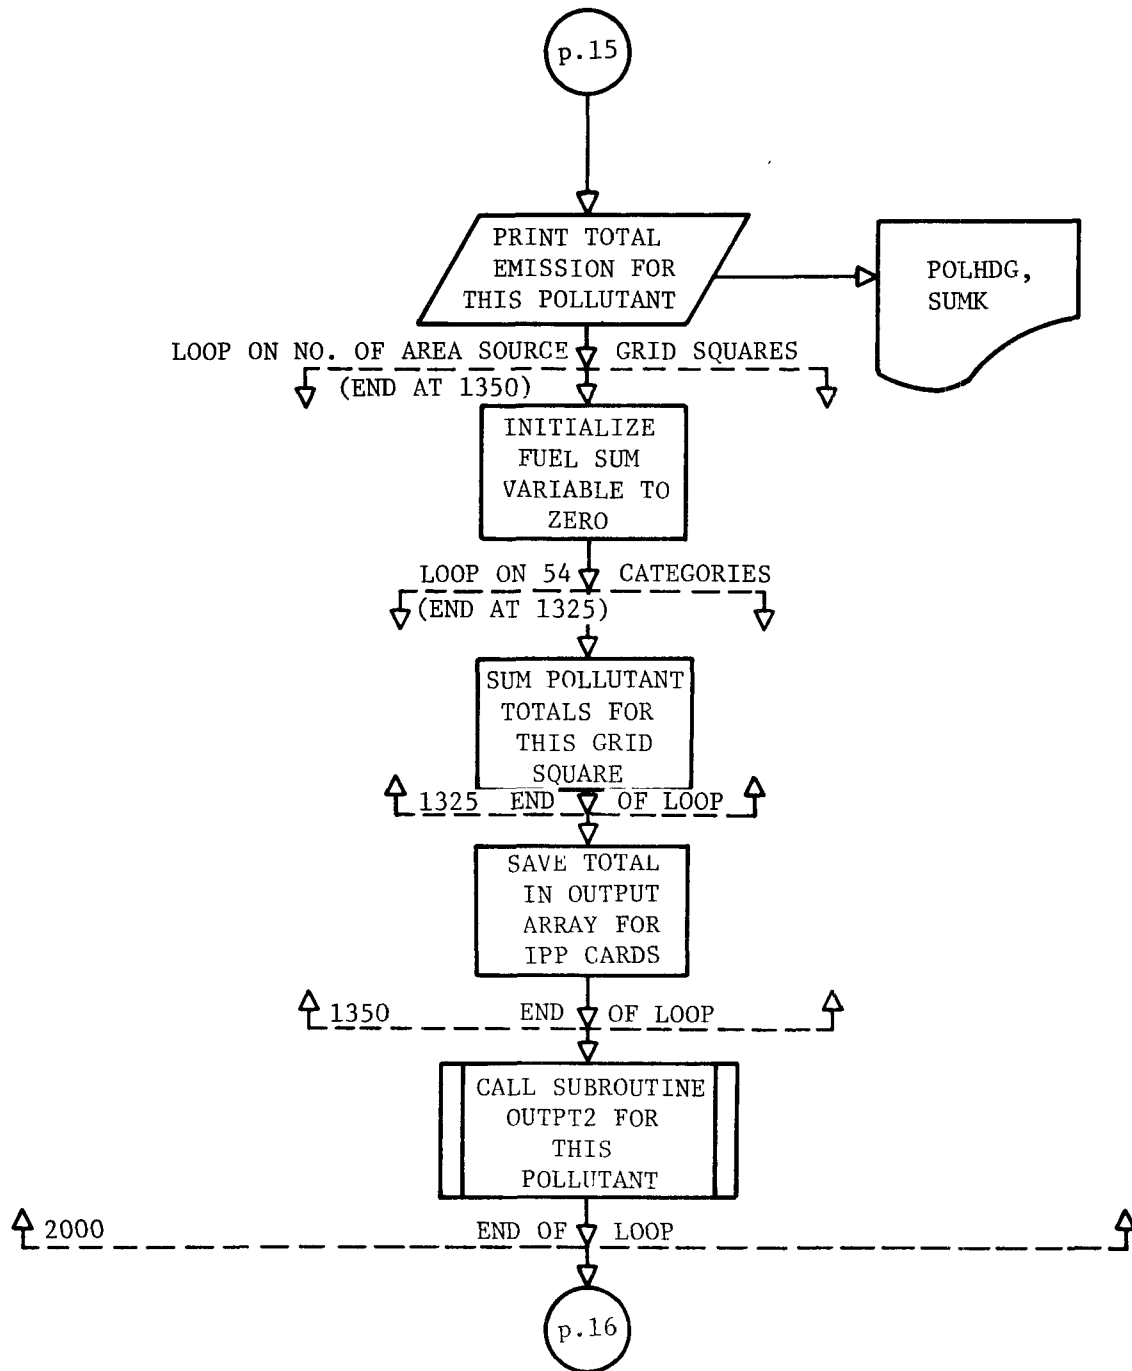 p.15
PRINT TOTAL
EMISSION FOR
THIS POLLUTANT
POLHDG,
SUMK
LOOP ON NO. OF AREA SOURCE GRID SQUARES
(END AT 1350)
INITIALIZE
FUEL SUM
VARIABLE TO
ZERO
LOOP ON 54 CATEGORIES
(END AT 1325)
SUM POLLUTANT
TOTALS FOR
THIS GRID
SQUARE
1325 END OF LOOP
SAVE TOTAL
IN OUTPUT
ARRAY FOR
IPP CARDS
1350 END OF LOOP
CALL SUBROUTINE
OUTPT2 FOR
THIS
POLLUTANT
2000 END OF LOOP
p.16